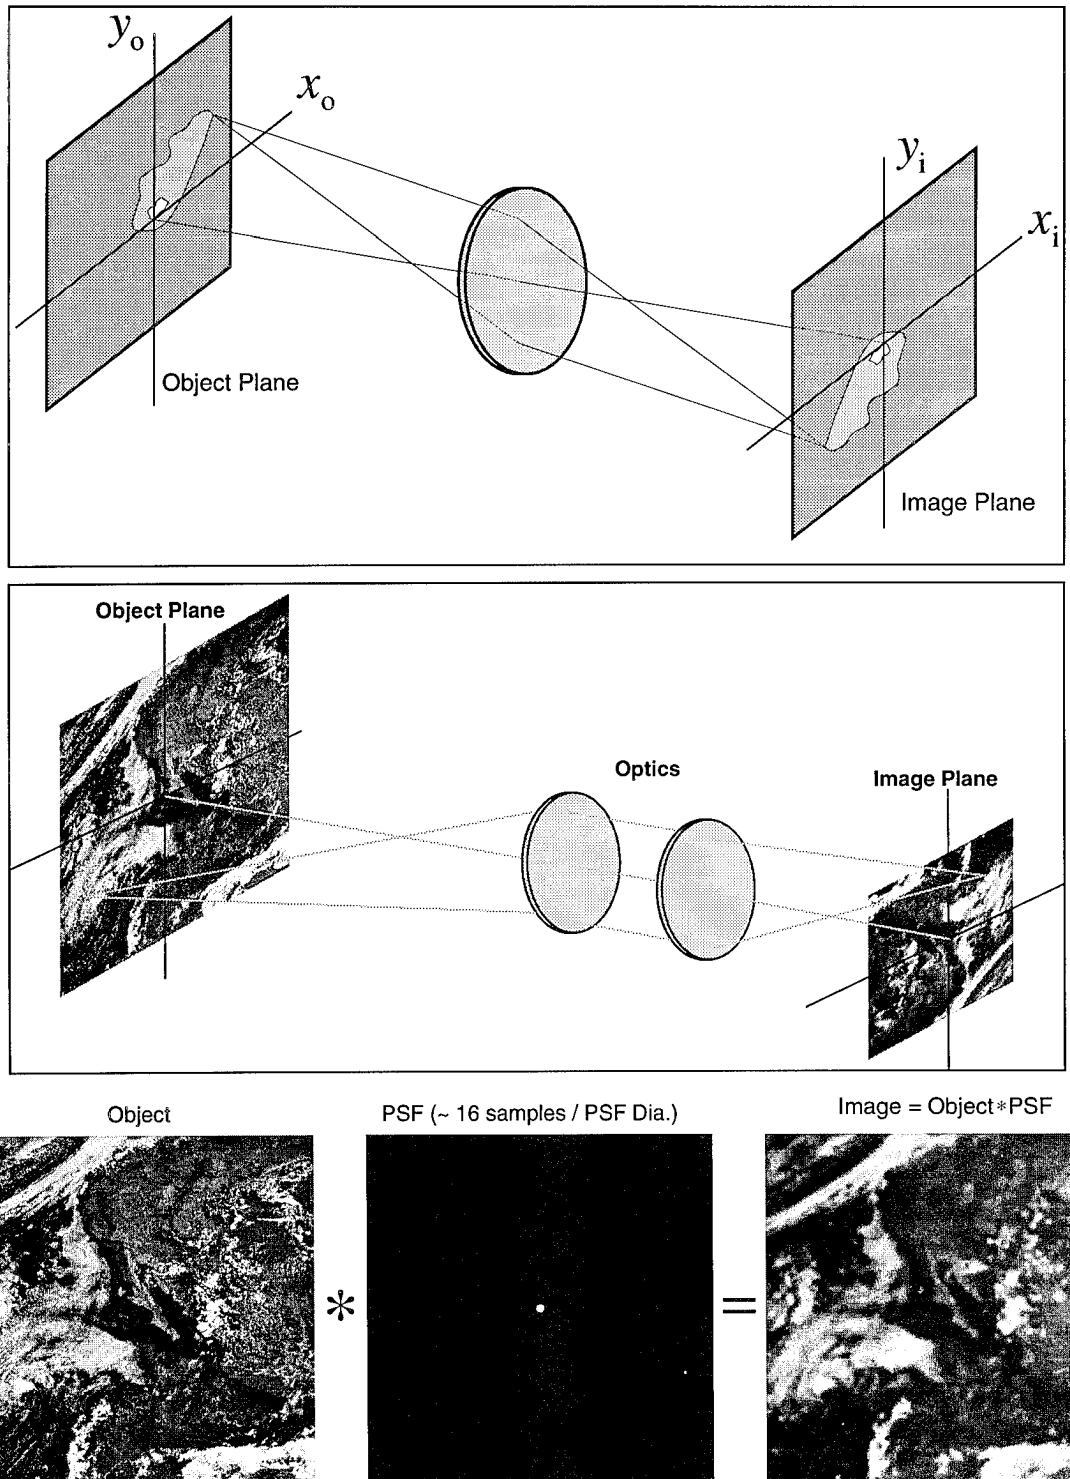 y_o
x_o
y_i
x_i
Object Plane
Image Plane
Object Plane
Optics
Image Plane
Object
PSF (~ 16 samples / PSF Dia.)
Image = Object*PSF
* =